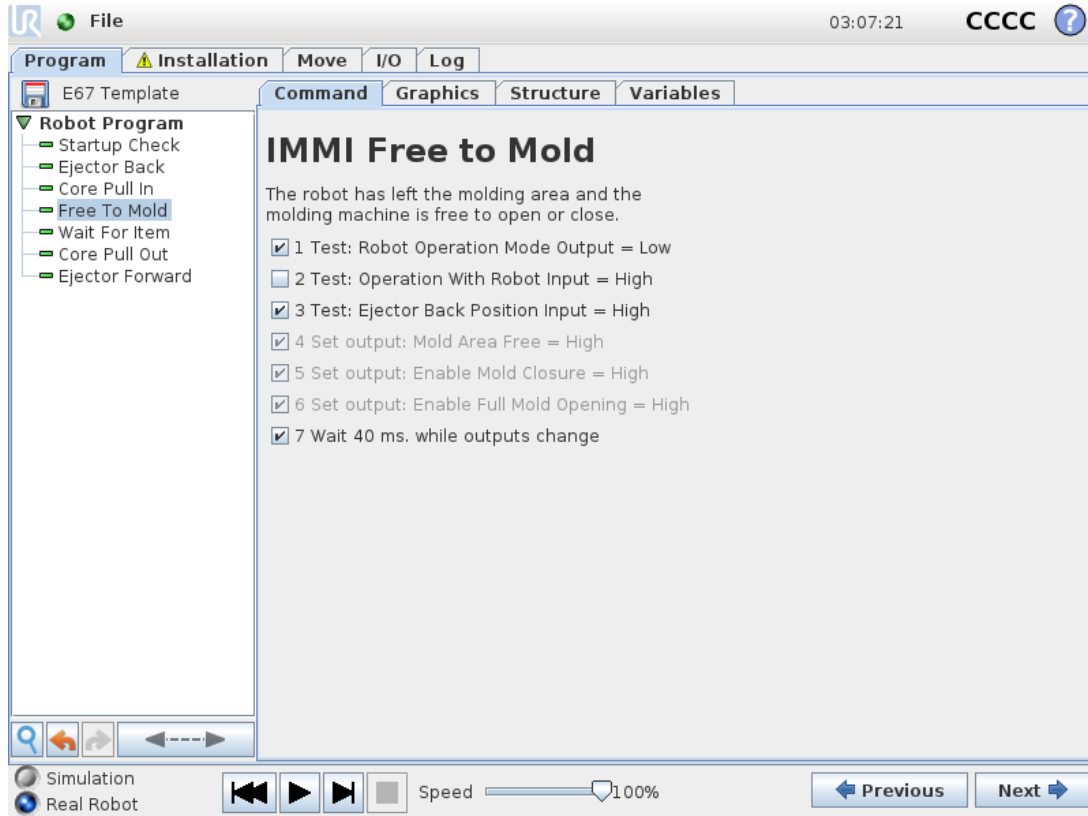 UR File 03:07:21 CCCC ?
Program Installation Move I/O Log
E67 Template
Command Graphics Structure Variables
Robot Program
Startup Check
Ejector Back
Core Pull In
Free To Mold
Wait For Item
Core Pull Out
Ejector Forward
IMMI Free to Mold
The robot has left the molding area and the
molding machine is free to open or close.
1 Test: Robot Operation Mode Output = Low
2 Test: Operation With Robot Input = High
3 Test: Ejector Back Position Input = High
4 Set output: Mold Area Free = High
5 Set output: Enable Mold Closure = High
6 Set output: Enable Full Mold Opening = High
7 Wait 40 ms. while outputs change
Simulation
Real Robot
Speed 100%
Previous Next